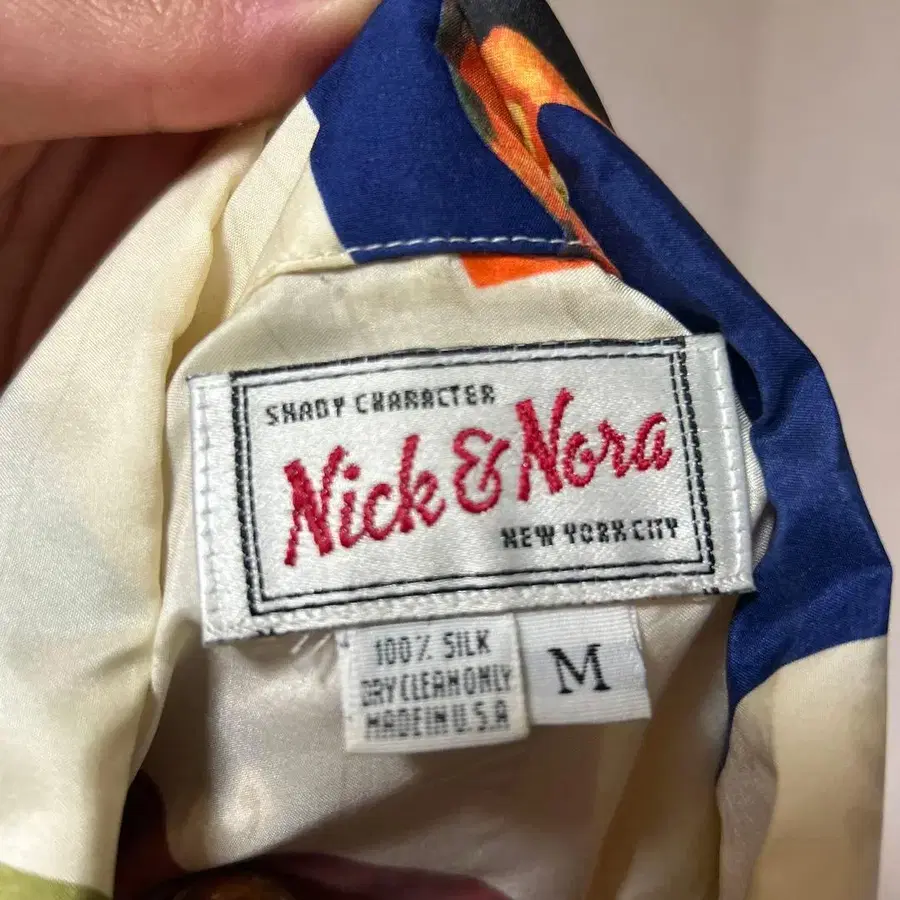 SHADY CHARACTER
Nick & Nora
NEW YORK CITY
100% SILK
DRY CLEAN ONLY
MADE IN U.S.A
M